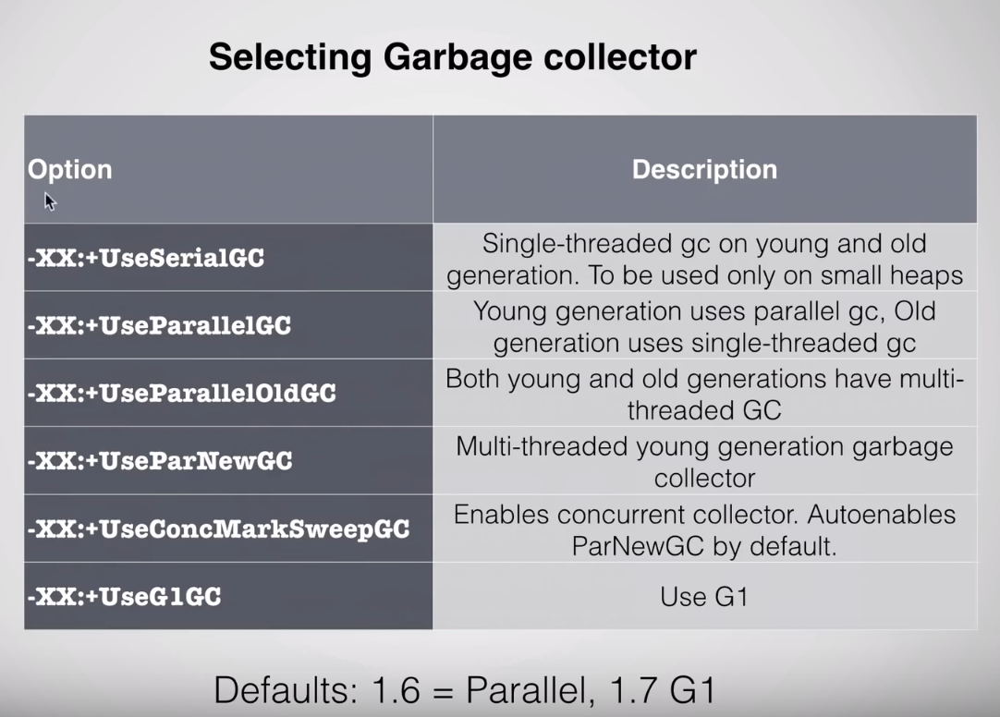 Selecting Garbage collector
Option
Description
-XX:+UseSerialGC
Single-threaded gc on young and old
generation. To be used only on small heaps
-XX:+UseParallelGC
Young generation uses parallel gc, Old
generation uses single-threaded gc
-XX:+UseParallelOldGC
Both young and old generations have multi-
threaded GC
-XX:+UseParNewGC
Multi-threaded young generation garbage
collector
-XX:+UseConcMarkSweepGC
Enables concurrent collector. Autoenables
ParNewGC by default.
-XX:+UseG1GC
Use G1
Defaults: 1.6 = Parallel, 1.7 G1